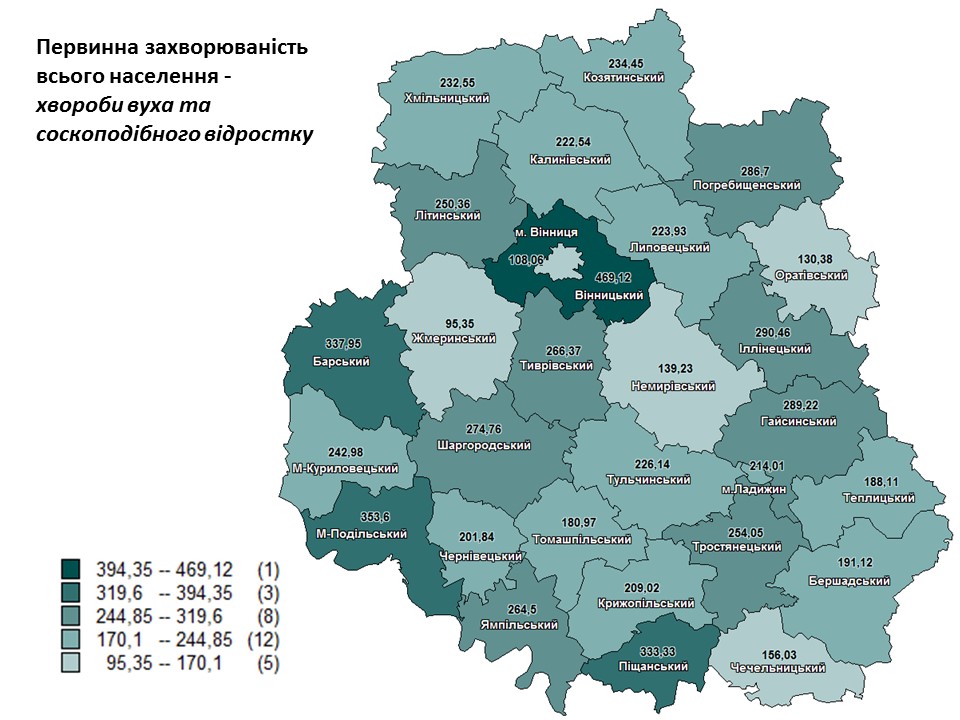 Первинна захворюваність
всього населення -
хвороби вуха та
соскоподібного відростку
234,45
Козятинський
232,55
Хмільницький
222,54
Калинівський
286,7
Погребищенський
250,36
Літинський
223,93
Липовецький
м. Вінниця
108,06
469,12
Вінницький
130,38
Оратівський
95,35
Жмеринський
337,95
Барський
266,37
Тиврівський
290,46
Іллінецький
139,23
Немирівський
289,22
Гайсинський
274,76
Шаргородський
242,98
М-Куриловецький
226,14
Тульчинський
214,01
м.Ладижин
188,11
Теплицький
353,6
М-Подільський
201,84
Чернівецький
180,97
Томашпільський
254,05
Тростянецький
191,12
Бершадський
209,02
Крижопільський
264,5
Ямпільський
333,33
Піщанський
156,03
Чечельницький
394,35 -- 469,12 (1)
319,6 -- 394,35 (3)
244,85 -- 319,6 (8)
170,1 -- 244,85 (12)
95,35 -- 170,1 (5)